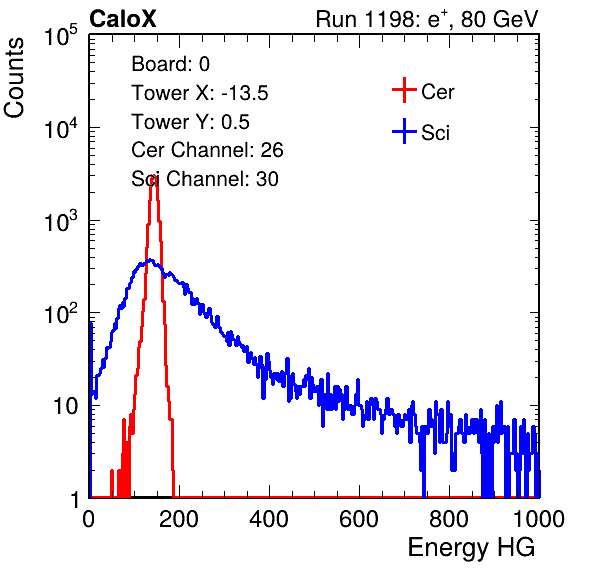 CaloX Run 1198: e⁺, 80 GeV
Counts
Board: 0
Tower X: -13.5
Tower Y: 0.5
Cer Channel: 26
Sci Channel: 30
Cer
Sci
10⁵
10⁴
10³
10²
10
1
0 200 400 600 800 1000
Energy HG